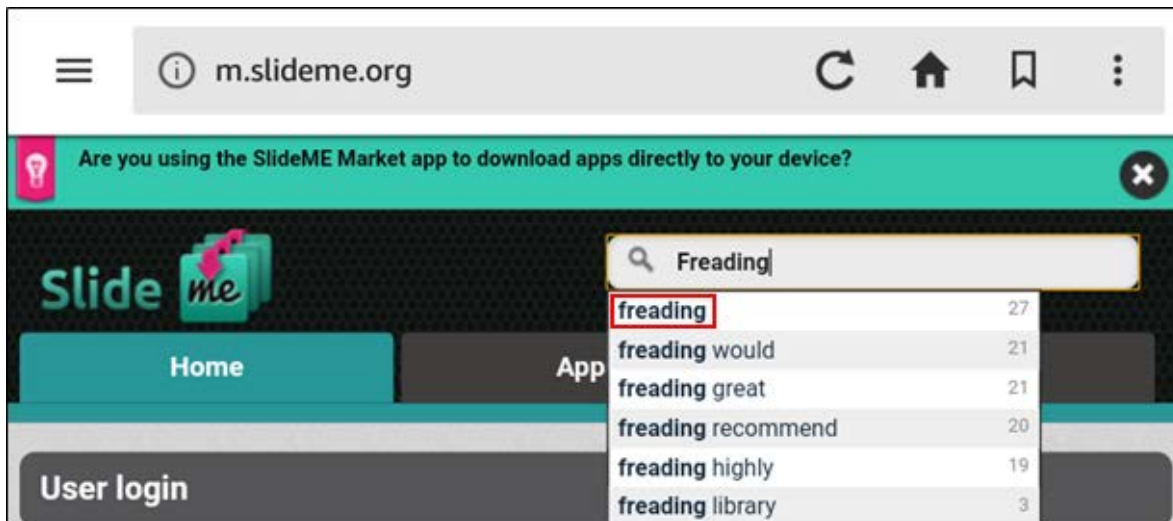 m.slideme.org
Are you using the SlideME Market app to download apps directly to your device?
Slide me
Freading
freading 27
freading would 21
freading great 21
freading recommend 20
freading highly 19
freading library 3
Home
App
User login